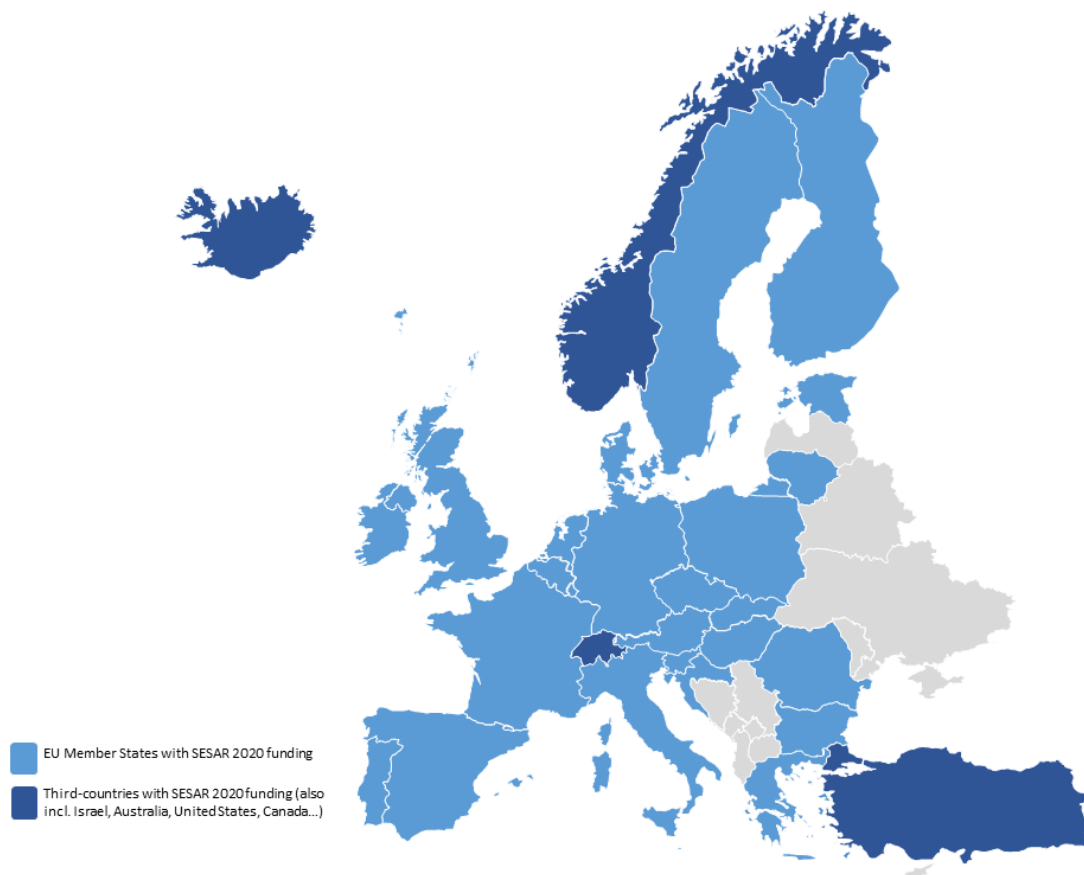 EU Member States with SESAR 2020 funding
Third-countries with SESAR 2020 funding (also
incl. Israel, Australia, United States, Canada...)